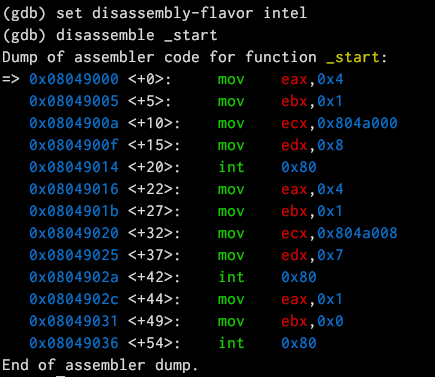 (gdb) set disassembly-flavor intel
(gdb) disassemble _start
Dump of assembler code for function _start:
=> 0x08049000 <+0>:     mov    eax,0x4
   0x08049005 <+5>:     mov    ebx,0x1
   0x0804900a <+10>:    mov    ecx,0x804a000
   0x0804900f <+15>:    mov    edx,0x8
   0x08049014 <+20>:    int    0x80
   0x08049016 <+22>:    mov    eax,0x4
   0x0804901b <+27>:    mov    ebx,0x1
   0x08049020 <+32>:    mov    ecx,0x804a008
   0x08049025 <+37>:    mov    edx,0x7
   0x0804902a <+42>:    int    0x80
   0x0804902c <+44>:    mov    eax,0x1
   0x08049031 <+49>:    mov    ebx,0x0
   0x08049036 <+54>:    int    0x80
End of assembler dump.